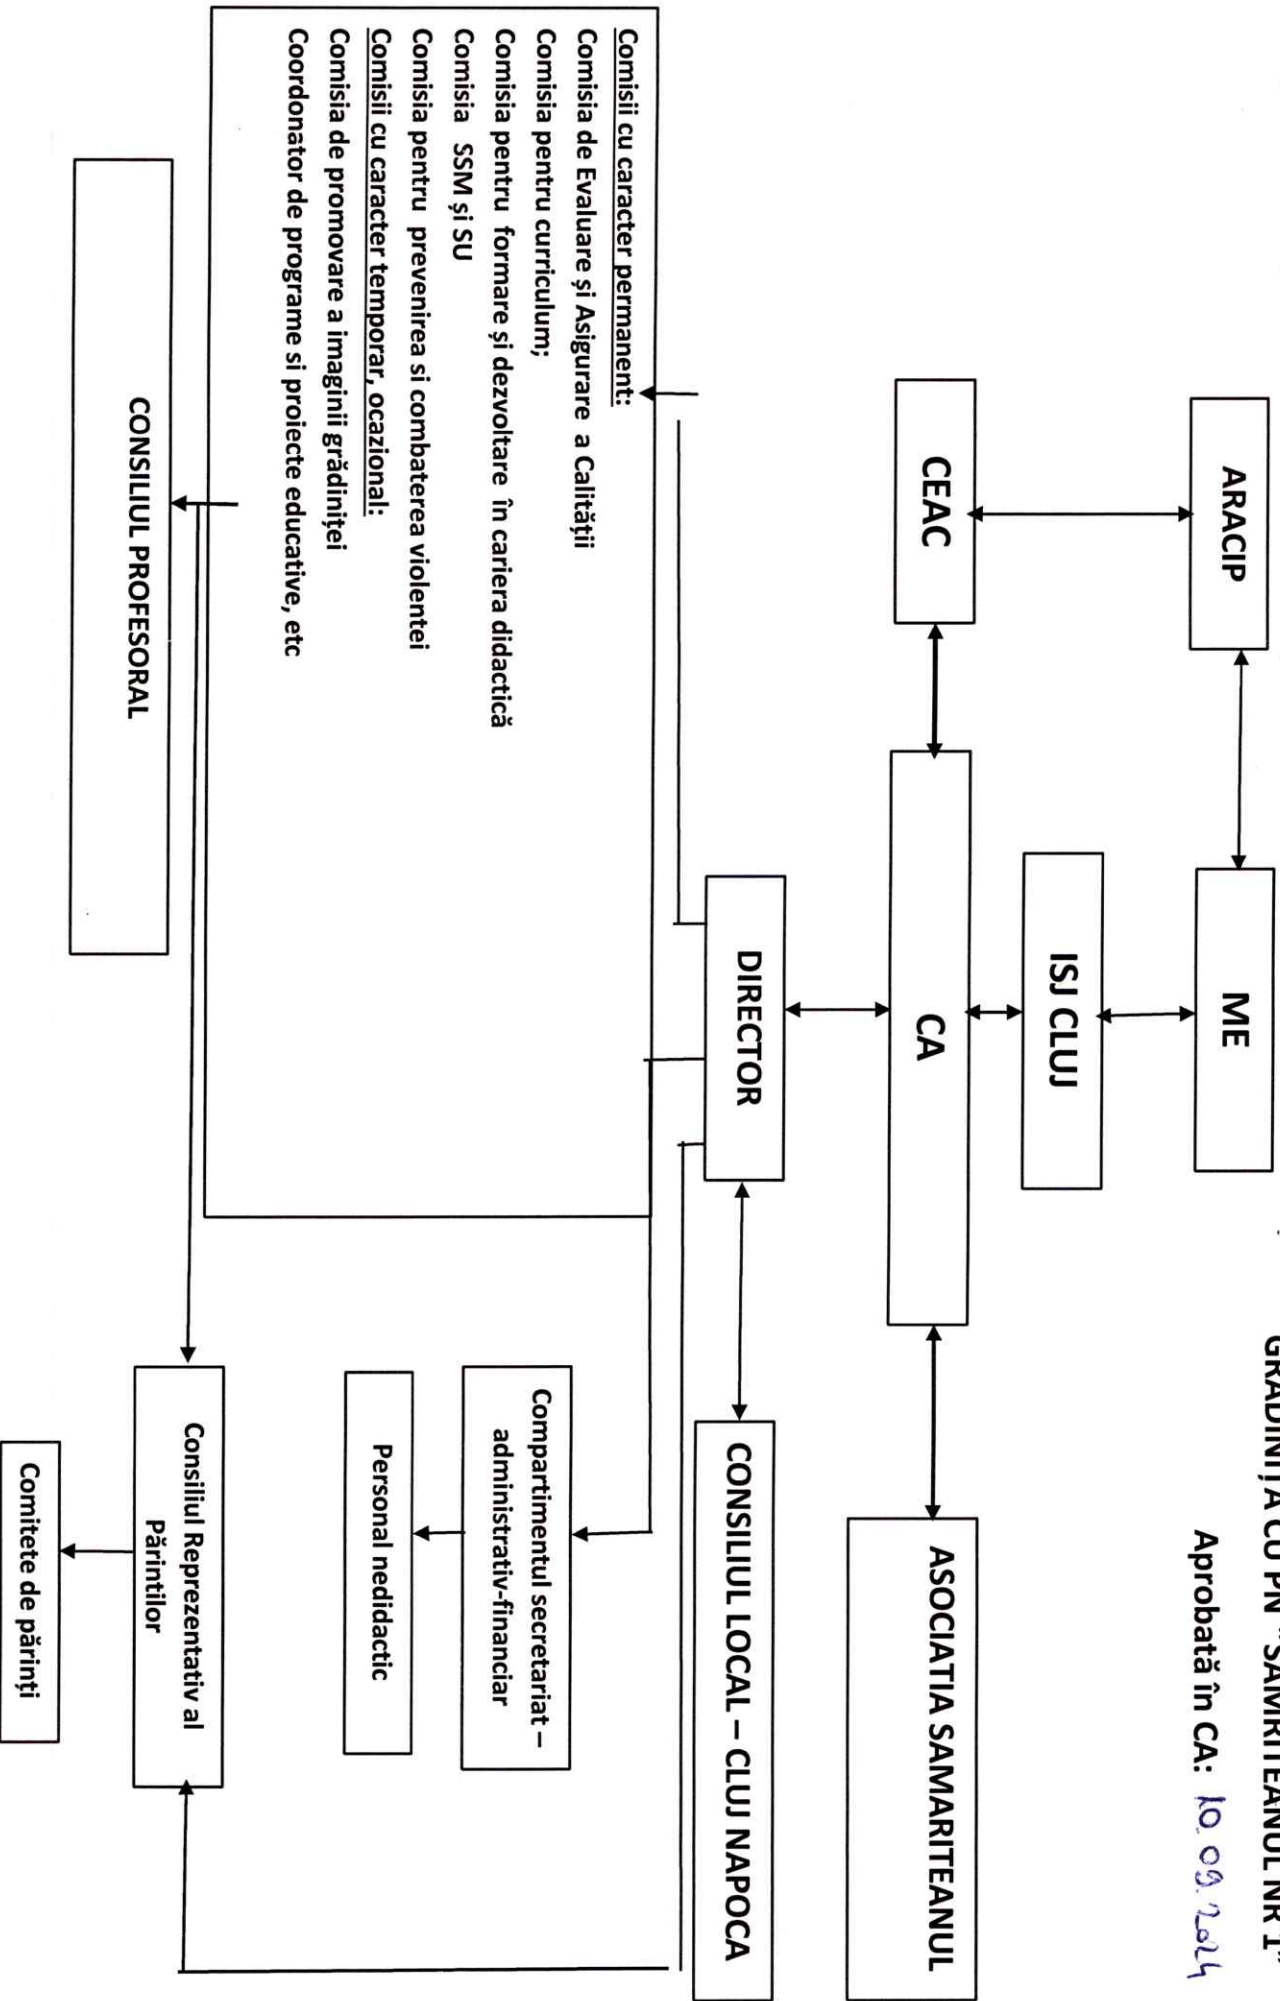 GRĂDINIȚA CU PN "SAMRITEANUL NR 1"
Aprobată în CA: 10.09.2024
ARACIP
ME
ISJ CLUJ
CEAC
CA
ASOCIATIA SAMARITEANUL
DIRECTOR
CONSILIUL LOCAL – CLUJ NAPOCA
Comisii cu caracter permanent:
Comisia de Evaluare și Asigurare a Calității
Comisia pentru curriculum;
Comisia pentru formare și dezvoltare în cariera didactică
Comisia SSM și SU
Comisia pentru prevenirea si combaterea violentei
Comisii cu caracter temporar, ocazional:
Comisia de promovare a imaginii grădiniței
Coordonator de programe si proiecte educative, etc
Compartimentul secretariat –
administrativ-financiar
Personal nedidactic
CONSILIUL PROFESORAL
Consiliul Reprezentativ al
Părintilor
Comitete de părinți